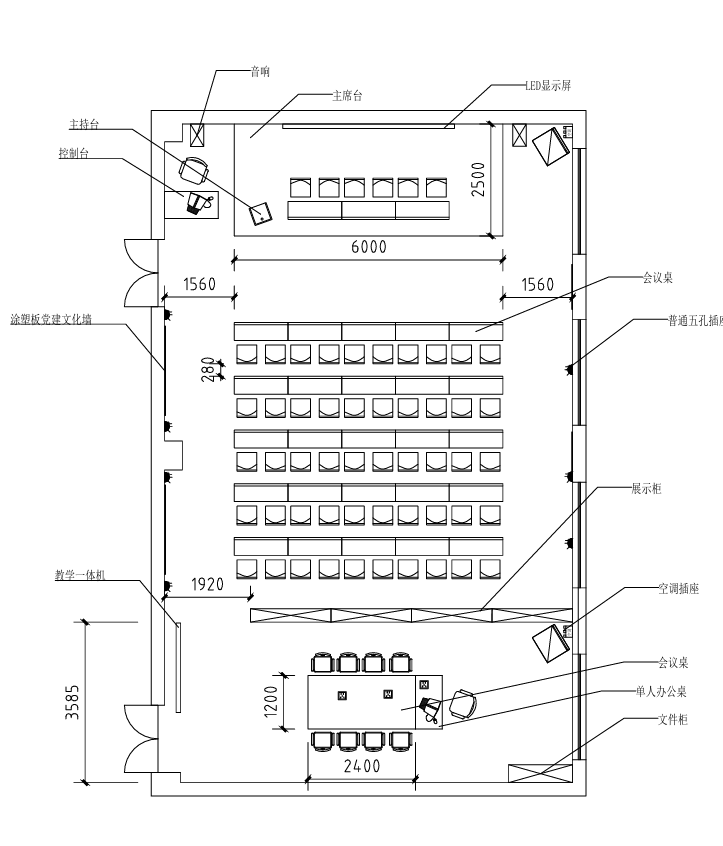 音响
LED显示屏
主席台
主持台
控制台
2500
6000
1560
1560
会议桌
涂塑板党建文化墙
普通五孔插座
280
展示柜
教学一体机
1920
空调插座
会议桌
1200
单人办公桌
3585
文件柜
2400